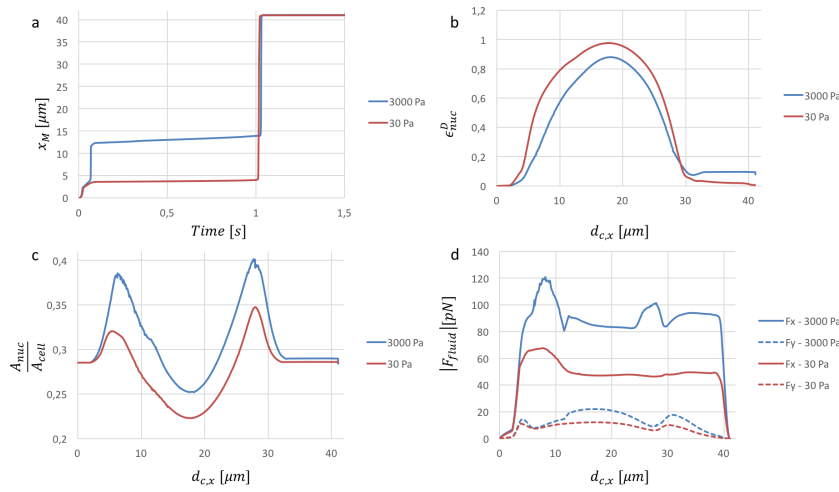 a
40
35
30
25
20
15
10
5
0
x_M [μm]
0
0,5
1
1,5
Time [s]
3000 Pa
30 Pa
b
1,2
1
0,8
0,6
0,4
0,2
0
ϵ^D_nuc
0
10
20
30
40
d_c,x [μm]
3000 Pa
30 Pa
c
0,4
0,35
0,3
0,25
0,2
A_nuc
A_cell
0
10
20
30
40
d_c,x [μm]
3000 Pa
30 Pa
d
140
120
100
80
60
40
20
0
|F_fluid|[pN]
0
10
20
30
40
d_c,x [μm]
Fx - 3000 Pa
Fy - 3000 Pa
Fx - 30 Pa
Fy - 30 Pa